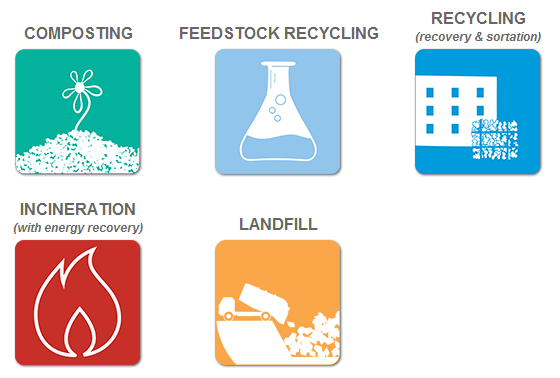 COMPOSTING
FEEDSTOCK RECYCLING
RECYCLING
(recovery & sortation)
INCINERATION
(with energy recovery)
LANDFILL